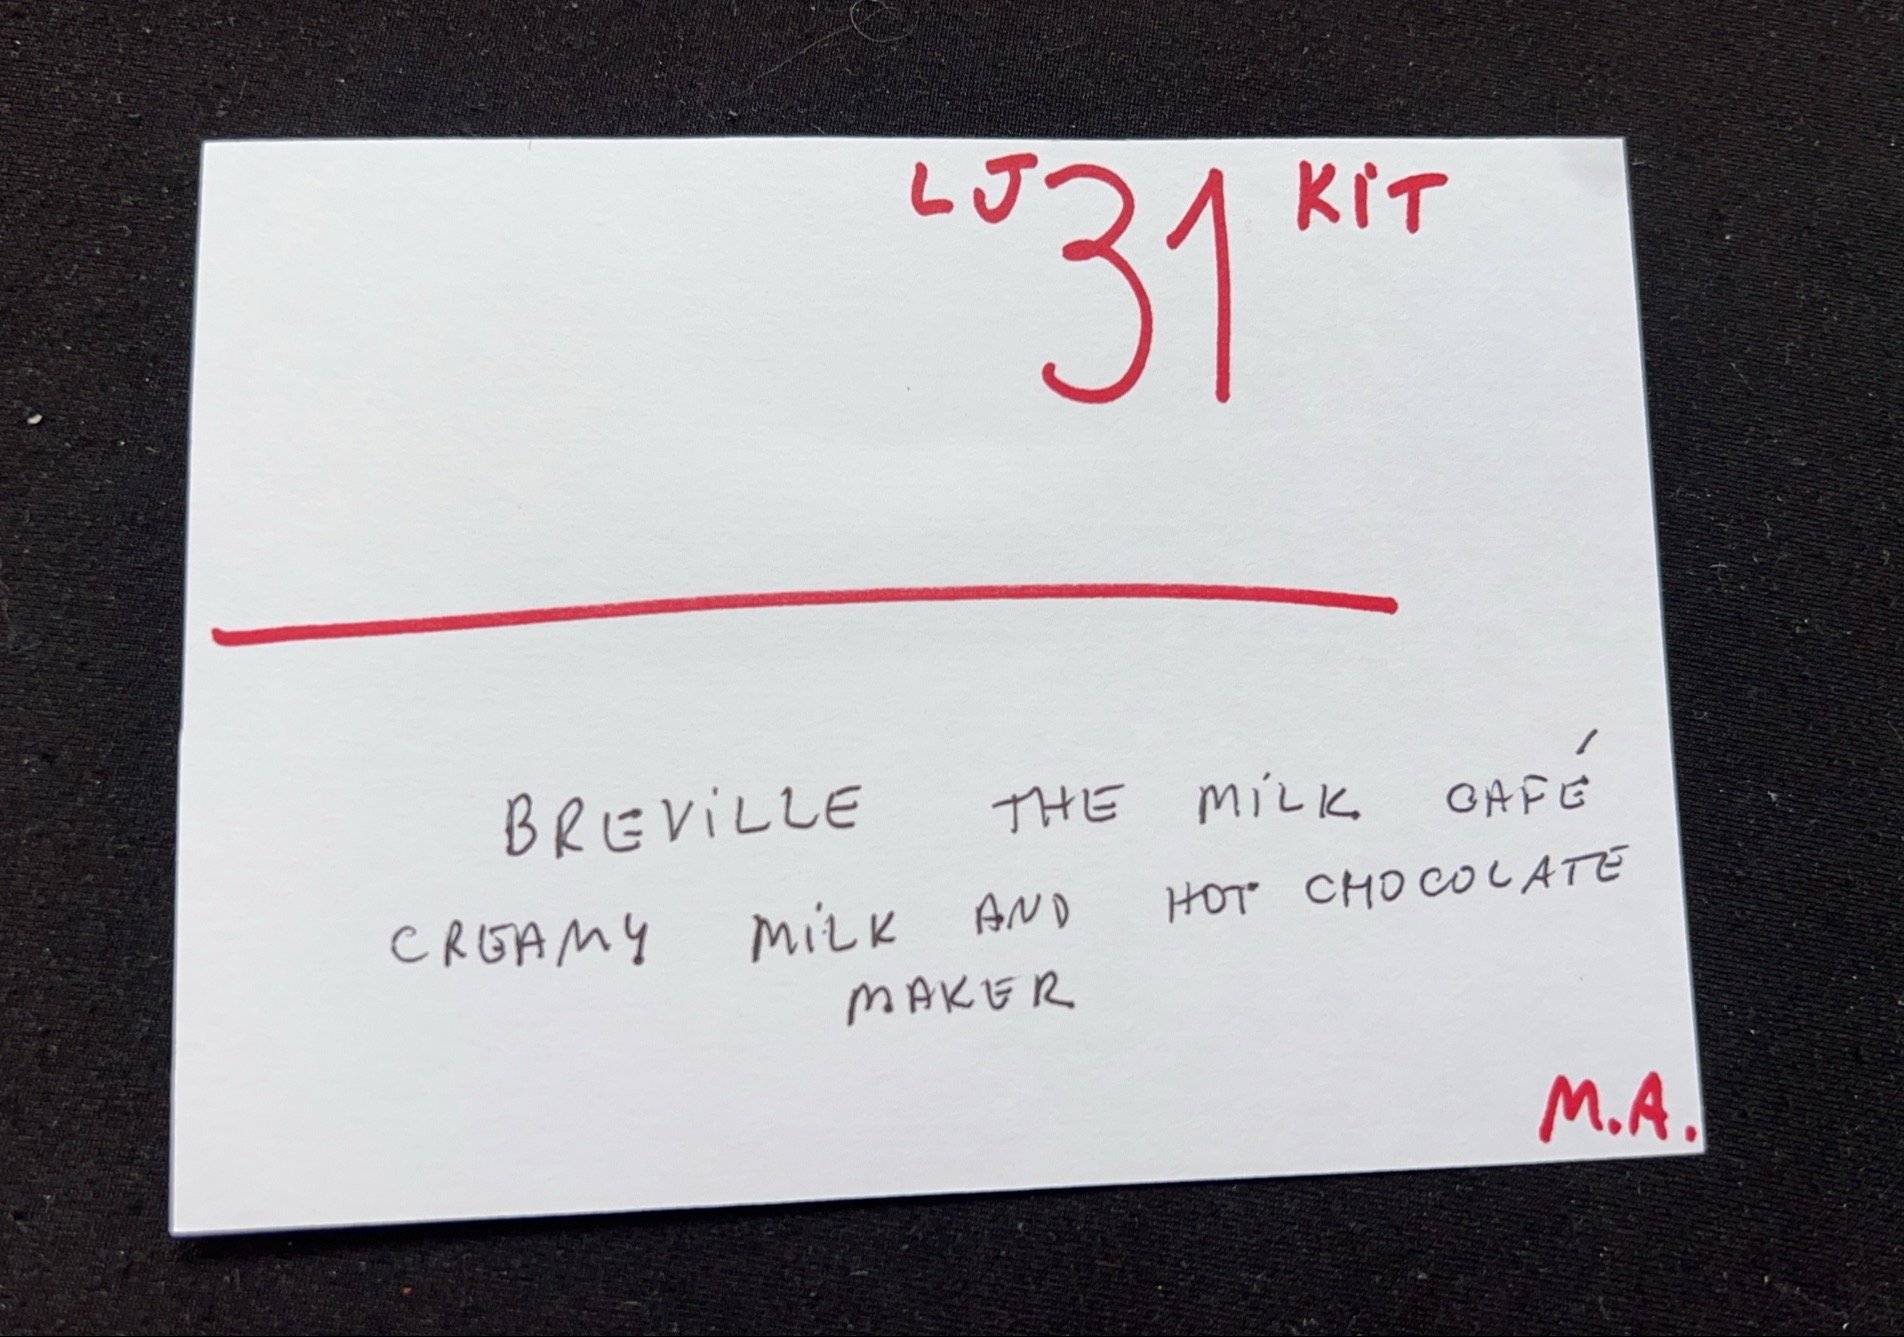 LJ 31 KiT
BREViLLE THE MiLK CAFÉ
CREAMY MiLK AND HOT CHOCOLATE
MAKER
M.A.